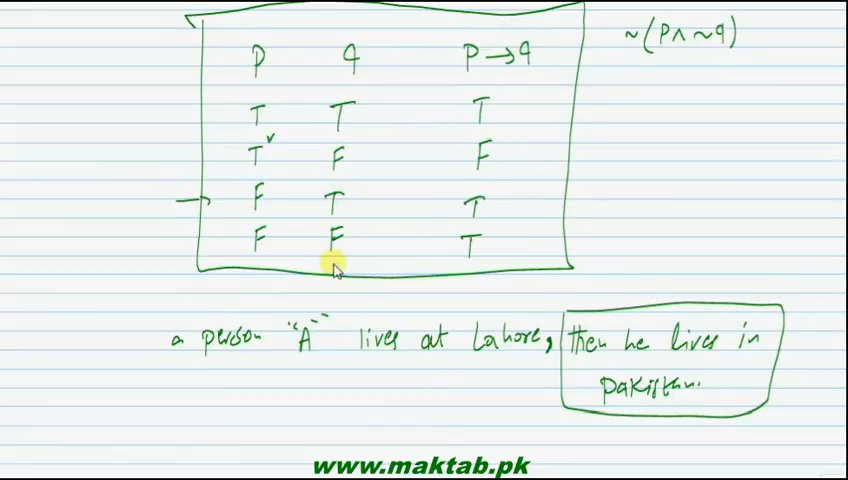 ~(P∧~q)
P q P→q
T T T
T F F
F T T
F F T
a person "A" lives at Lahore, then he lives in
Pakistan.
www.maktab.pk